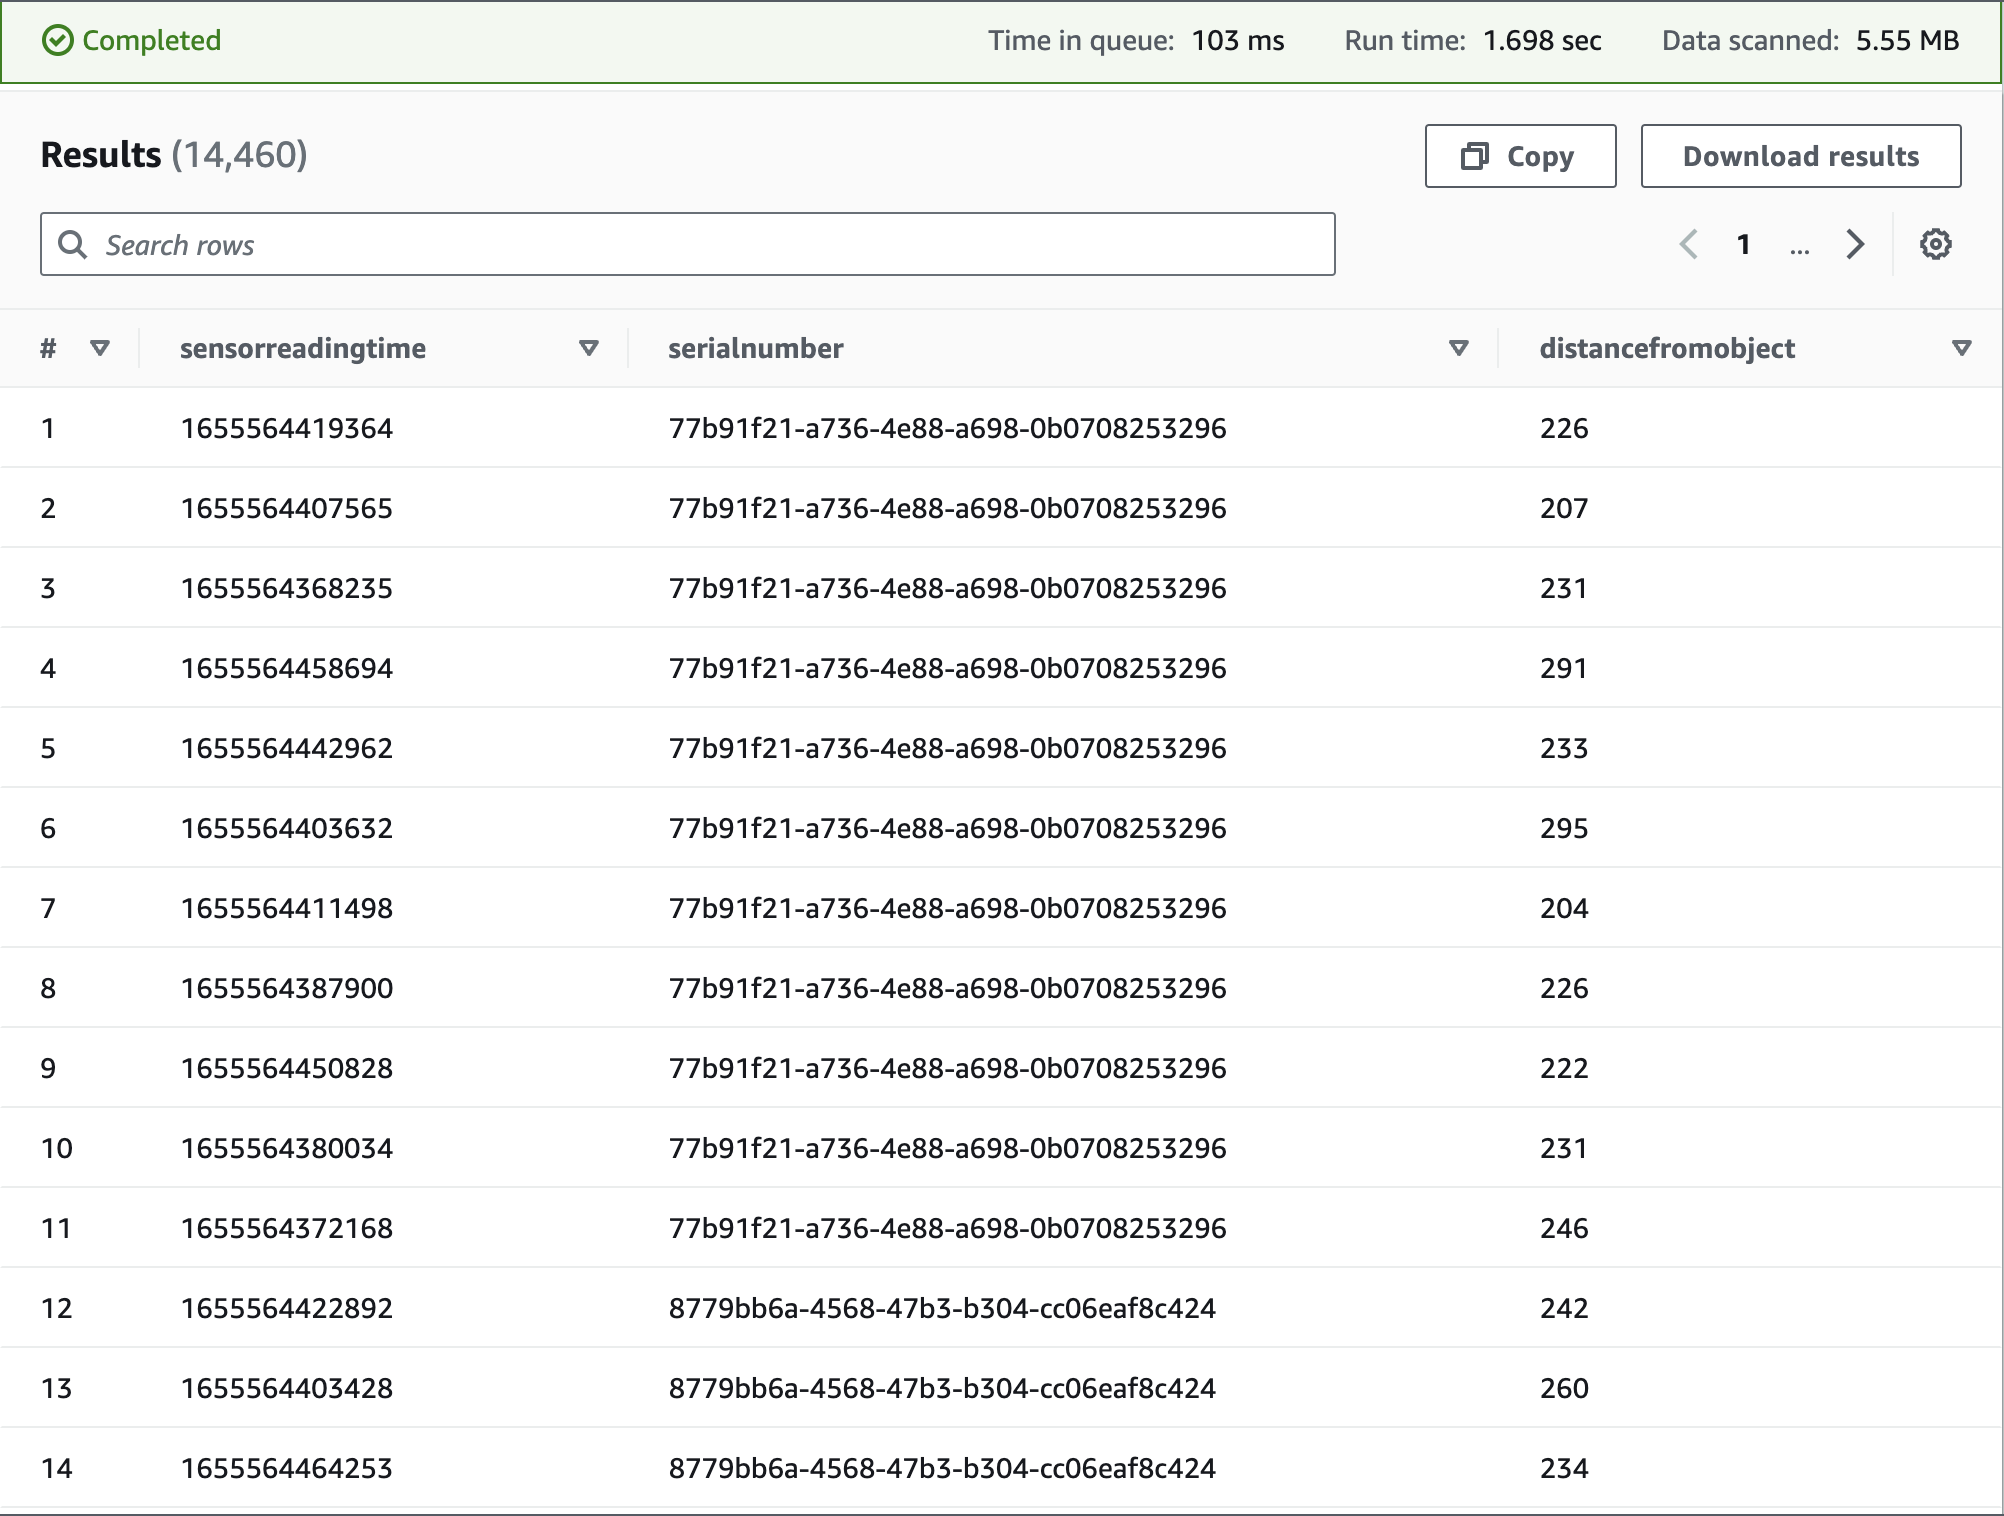 Completed Time in queue: 103 ms Run time: 1.698 sec Data scanned: 5.55 MB
Results (14,460) Copy Download results
Search rows 1 ...
# sensorreadingtime serialnumber distancefromobject
1 1655564419364 77b91f21-a736-4e88-a698-0b0708253296 226
2 1655564407565 77b91f21-a736-4e88-a698-0b0708253296 207
3 1655564368235 77b91f21-a736-4e88-a698-0b0708253296 231
4 1655564458694 77b91f21-a736-4e88-a698-0b0708253296 291
5 1655564442962 77b91f21-a736-4e88-a698-0b0708253296 233
6 1655564403632 77b91f21-a736-4e88-a698-0b0708253296 295
7 1655564411498 77b91f21-a736-4e88-a698-0b0708253296 204
8 1655564387900 77b91f21-a736-4e88-a698-0b0708253296 226
9 1655564450828 77b91f21-a736-4e88-a698-0b0708253296 222
10 1655564380034 77b91f21-a736-4e88-a698-0b0708253296 231
11 1655564372168 77b91f21-a736-4e88-a698-0b0708253296 246
12 1655564422892 8779bb6a-4568-47b3-b304-cc06eaf8c424 242
13 1655564403428 8779bb6a-4568-47b3-b304-cc06eaf8c424 260
14 1655564464253 8779bb6a-4568-47b3-b304-cc06eaf8c424 234